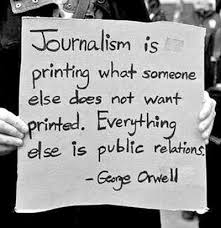 Journalism is
printing what someone
else does not want
printed. Everything
else is public relations.
- George Orwell